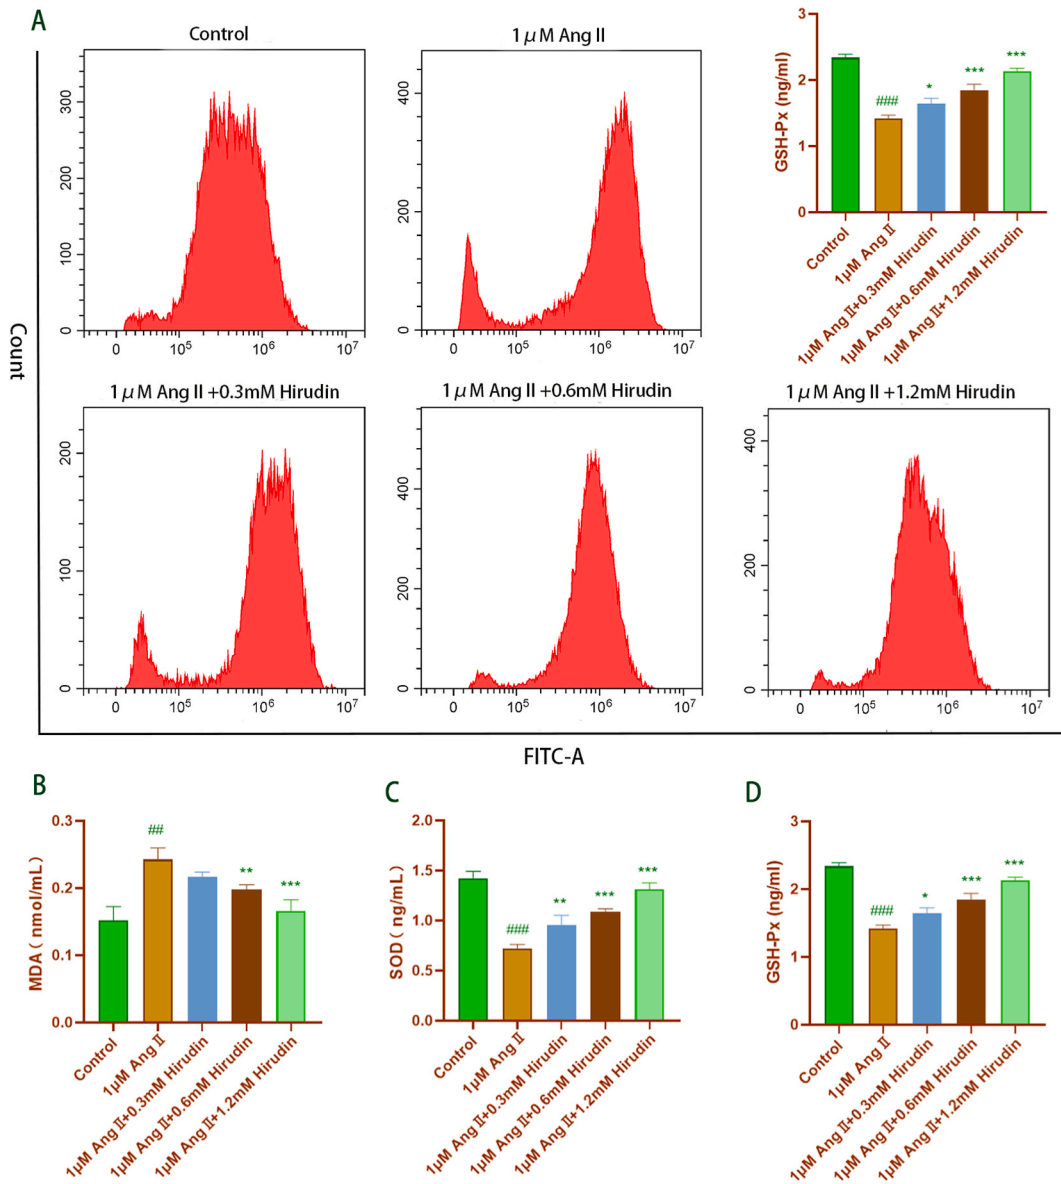 A
Control
300
200
100
0
0
10⁵
10⁶
10⁷
1 μM Ang II
400
200
0
0
10⁵
10⁶
10⁷
GSH-Px (ng/ml)
3
2
1
0
###
*
***
***
Control
1μM Ang Ⅱ
1μM Ang Ⅱ+0.3mM Hirudin
1μM Ang Ⅱ+0.6mM Hirudin
1μM Ang Ⅱ+1.2mM Hirudin
Count
1 μM Ang II +0.3mM Hirudin
200
100
0
0
10⁵
10⁶
10⁷
1 μM Ang II +0.6mM Hirudin
400
200
0
0
10⁵
10⁶
10⁷
1 μM Ang II +1.2mM Hirudin
400
200
0
0
10⁵
10⁶
10⁷
FITC-A
B
MDA（nmol/mL）
0.3
0.2
0.1
0.0
##
**
***
Control
1μM Ang Ⅱ
1μM Ang Ⅱ+0.3mM Hirudin
1μM Ang Ⅱ+0.6mM Hirudin
1μM Ang Ⅱ+1.2mM Hirudin
C
SOD（ng/mL）
2.0
1.5
1.0
0.5
0.0
###
**
***
***
Control
1μM Ang Ⅱ
1μM Ang Ⅱ+0.3mM Hirudin
1μM Ang Ⅱ+0.6mM Hirudin
1μM Ang Ⅱ+1.2mM Hirudin
D
GSH-Px (ng/ml)
3
2
1
0
###
*
***
***
Control
1μM Ang Ⅱ
1μM Ang Ⅱ+0.3mM Hirudin
1μM Ang Ⅱ+0.6mM Hirudin
1μM Ang Ⅱ+1.2mM Hirudin